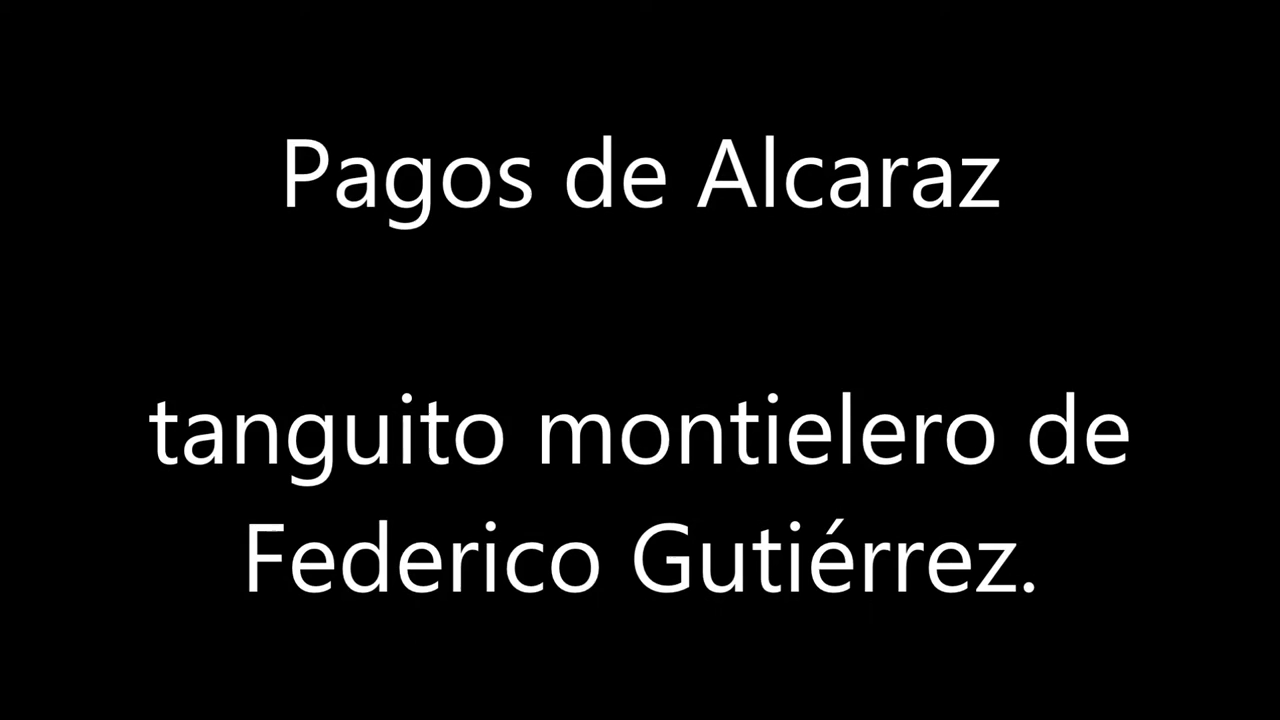 Pagos de Alcaraz
tanguito montielero de
Federico Gutiérrez.